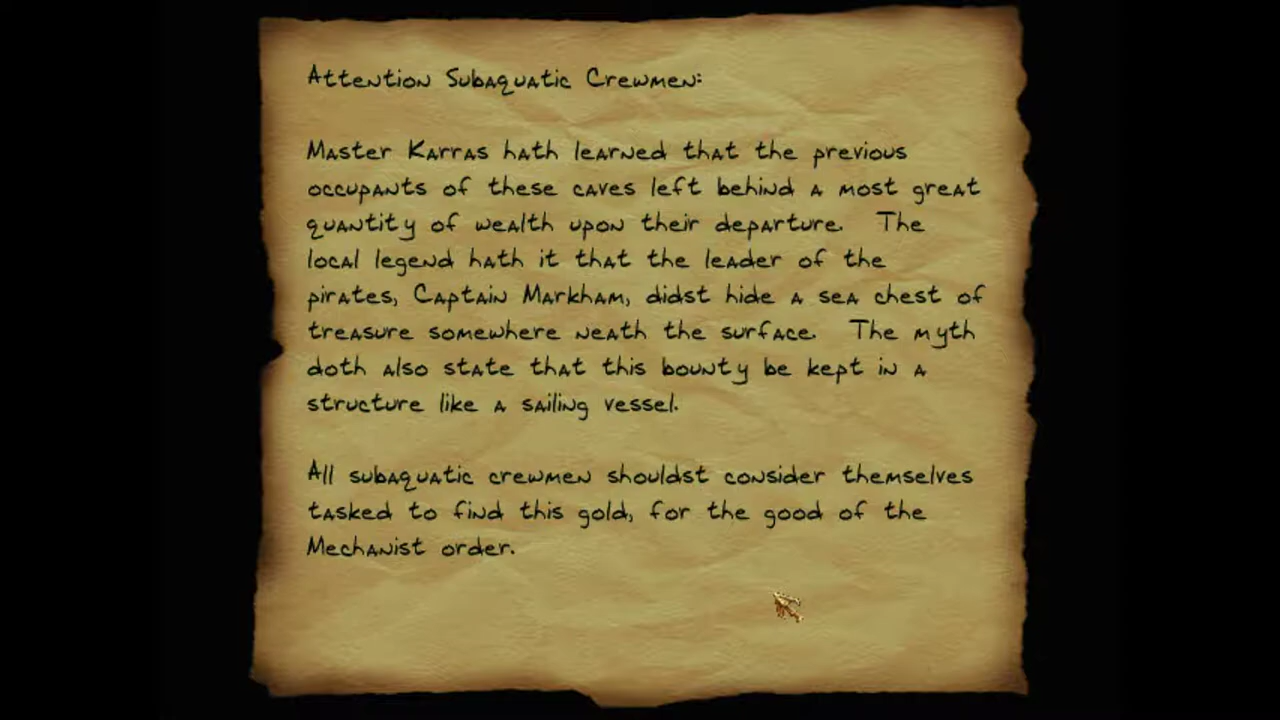 Attention Subaquatic Crewmen:
Master Karras hath learned that the previous
occupants of these caves left behind a most great
quantity of wealth upon their departure. The
local legend hath it that the leader of the
pirates, Captain Markham, didst hide a sea chest of
treasure somewhere neath the surface. The myth
doth also state that this bounty be kept in a
structure like a sailing vessel.
All subaquatic crewmen shouldst consider themselves
tasked to find this gold, for the good of the
Mechanist order.